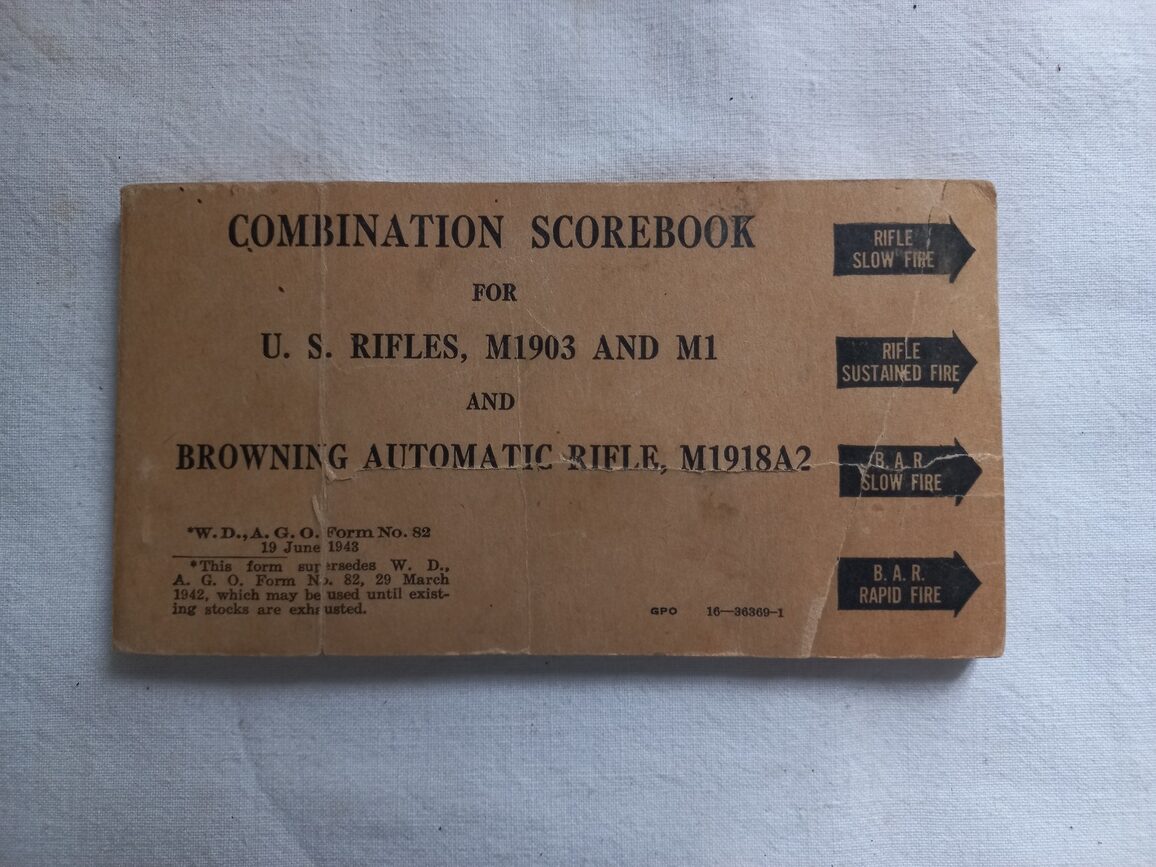 COMBINATION SCOREBOOK
FOR
U. S. RIFLES, M1903 AND M1
AND
BROWNING AUTOMATIC RIFLE, M1918A2
*W. D., A. G. O. Form No. 82
19 June 1943
*This form supersedes W. D.,
A. G. O. Form No. 82, 29 March
1942, which may be used until exist-
ing stocks are exhausted.
GPO 16—36369-1
RIFLE
SLOW FIRE
RIFLE
SUSTAINED FIRE
B. A. R.
SLOW FIRE
B. A. R.
RAPID FIRE